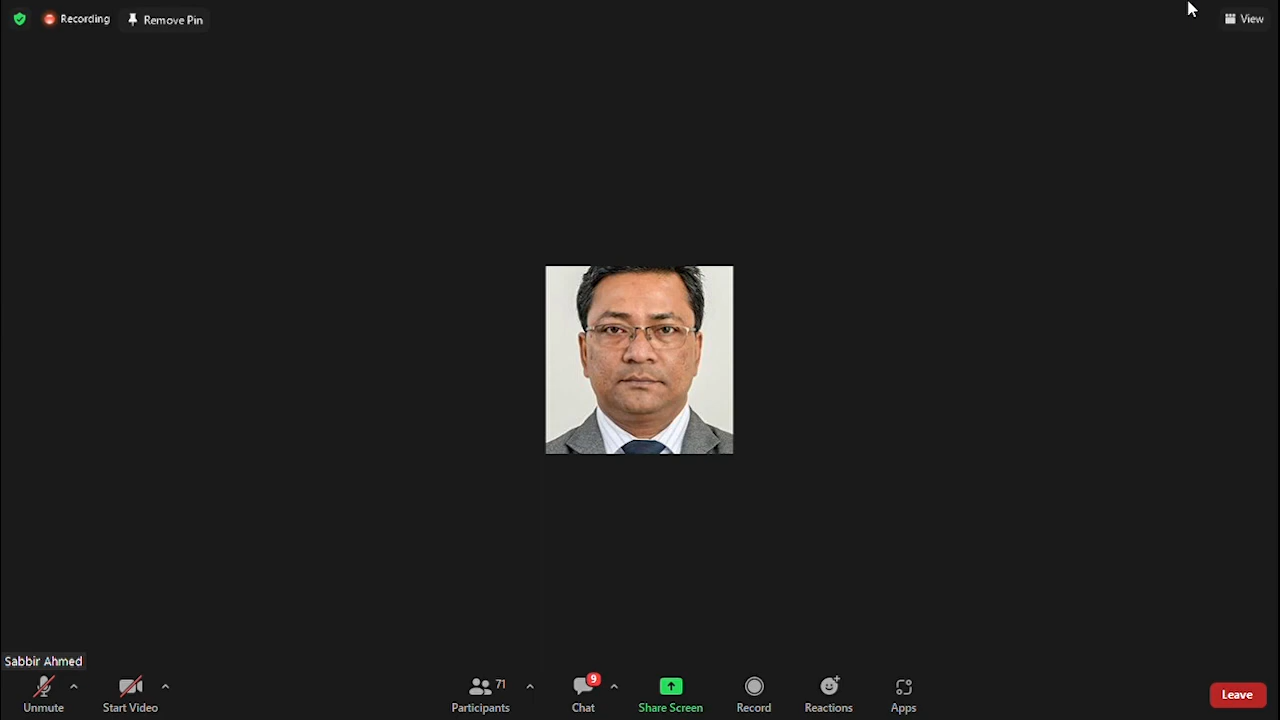 Recording
Remove Pin
View
Sabbir Ahmed
Unmute
Start Video
71
Participants
9
Chat
Share Screen
Record
Reactions
Apps
Leave